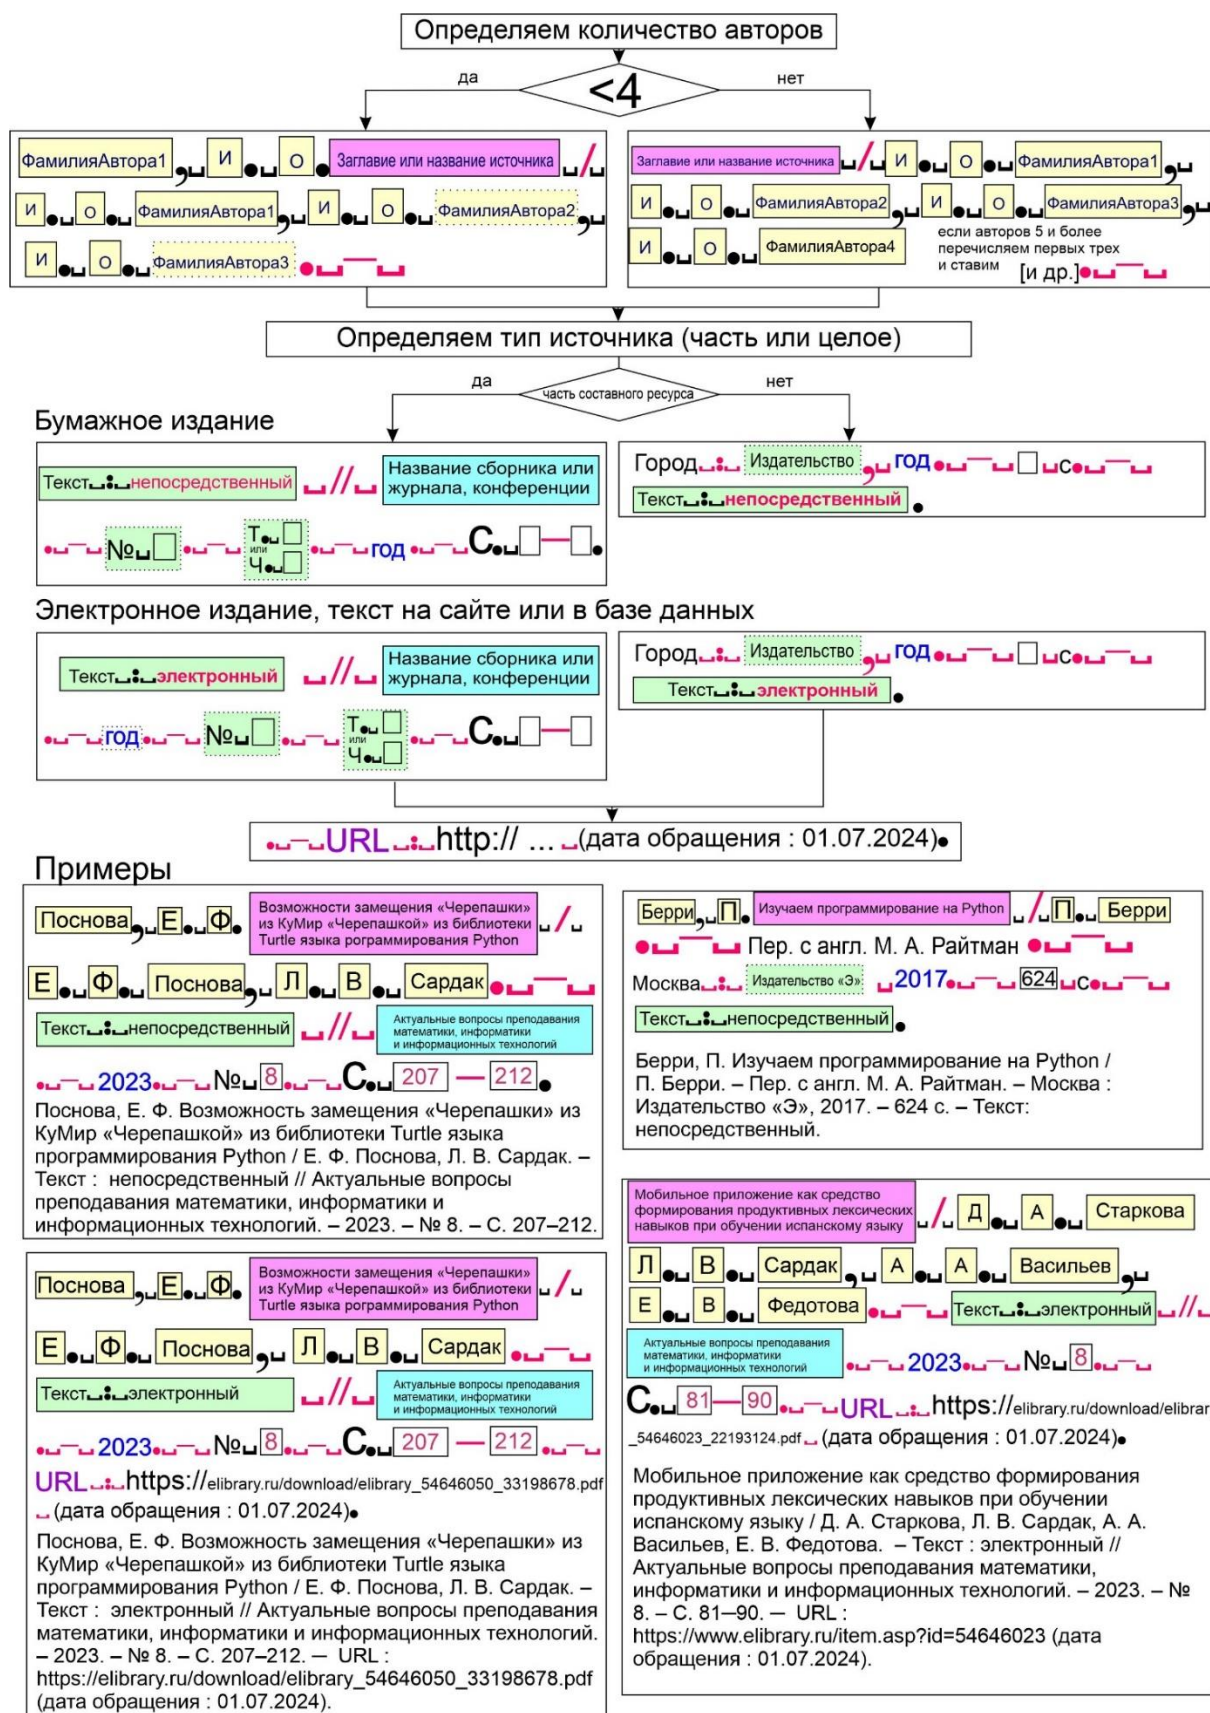 Определяем количество авторов
да
<4
нет
ФамилияАвтора1, И. О. Заглавие или название источника /
И. О. ФамилияАвтора1, И. О. ФамилияАвтора2,
И. О. ФамилияАвтора3. –
Заглавие или название источника / И. О. ФамилияАвтора1,
И. О. ФамилияАвтора2, И. О. ФамилияАвтора3,
И. О. ФамилияАвтора4
если авторов 5 и более
перечисляем первых трех
и ставим
[и др.]. –
Определяем тип источника (часть или целое)
да
часть составного ресурса
нет
Бумажное издание
Текст : непосредственный // Название сборника или
журнала, конференции
. – № . – Т.
или
Ч. . – год . – С. – .
Город : Издательство, год. – с. –
Текст : непосредственный.
Электронное издание, текст на сайте или в базе данных
Текст : электронный // Название сборника или
журнала, конференции
. – год. – № . – Т.
или
Ч. . – С. –
Город : Издательство, год. – с. –
Текст : электронный.
. – URL : http:// ... (дата обращения : 01.07.2024).
Примеры
Поснова, Е. Ф. Возможности замещения «Черепашки»
из КуМир «Черепашкой» из библиотеки
Turtle языка рограммирования Python /
Е. Ф. Поснова, Л. В. Сардак. –
Текст : непосредственный // Актуальные вопросы преподавания
математики, информатики
и информационных технологий
. – 2023. – № 8. – С. 207 – 212.
Поснова, Е. Ф. Возможность замещения «Черепашки» из
КуМир «Черепашкой» из библиотеки Turtle языка
программирования Python / Е. Ф. Поснова, Л. В. Сардак. –
Текст : непосредственный // Актуальные вопросы
преподавания математики, информатики и
информационных технологий. – 2023. – № 8. – С. 207–212.
Берри, П. Изучаем программирование на Python / П. Берри
. – Пер. с англ. М. А. Райтман . –
Москва : Издательство «Э» 2017. – 624 с. –
Текст : непосредственный.
Берри, П. Изучаем программирование на Python /
П. Берри. – Пер. с англ. М. А. Райтман. – Москва :
Издательство «Э», 2017. – 624 с. – Текст:
непосредственный.
Поснова, Е. Ф. Возможности замещения «Черепашки»
из КуМир «Черепашкой» из библиотеки
Turtle языка рограммирования Python /
Е. Ф. Поснова, Л. В. Сардак . –
Текст : электронный // Актуальные вопросы преподавания
математики, информатики
и информационных технологий
. – 2023. – № 8. – С. 207 – 212. –
URL : https://elibrary.ru/download/elibrary_54646050_33198678.pdf
(дата обращения : 01.07.2024).
Поснова, Е. Ф. Возможность замещения «Черепашки» из
КуМир «Черепашкой» из библиотеки Turtle языка
программирования Python / Е. Ф. Поснова, Л. В. Сардак. –
Текст : электронный // Актуальные вопросы преподавания
математики, информатики и информационных технологий.
– 2023. – № 8. – С. 207–212. – URL :
https://elibrary.ru/download/elibrary_54646050_33198678.pdf
(дата обращения : 01.07.2024).
Мобильное приложение как средство
формирования продуктивных лексических
навыков при обучении испанскому языку / Д. А. Старкова
Л. В. Сардак, А. А. Васильев,
Е. В. Федотова. – Текст : электронный //
Актуальные вопросы преподавания
математики, информатики
и информационных технологий . – 2023. – № 8. –
С. 81–90. – URL : https://elibrary.ru/download/elibrar
_54646023_22193124.pdf (дата обращения : 01.07.2024).
Мобильное приложение как средство формирования
продуктивных лексических навыков при обучении
испанскому языку / Д. А. Старкова, Л. В. Сардак, А. А.
Васильев, Е. В. Федотова. – Текст : электронный //
Актуальные вопросы преподавания математики,
информатики и информационных технологий. – 2023. – №
8. – С. 81–90. – URL :
https://www.elibrary.ru/item.asp?id=54646023 (дата
обращения : 01.07.2024).